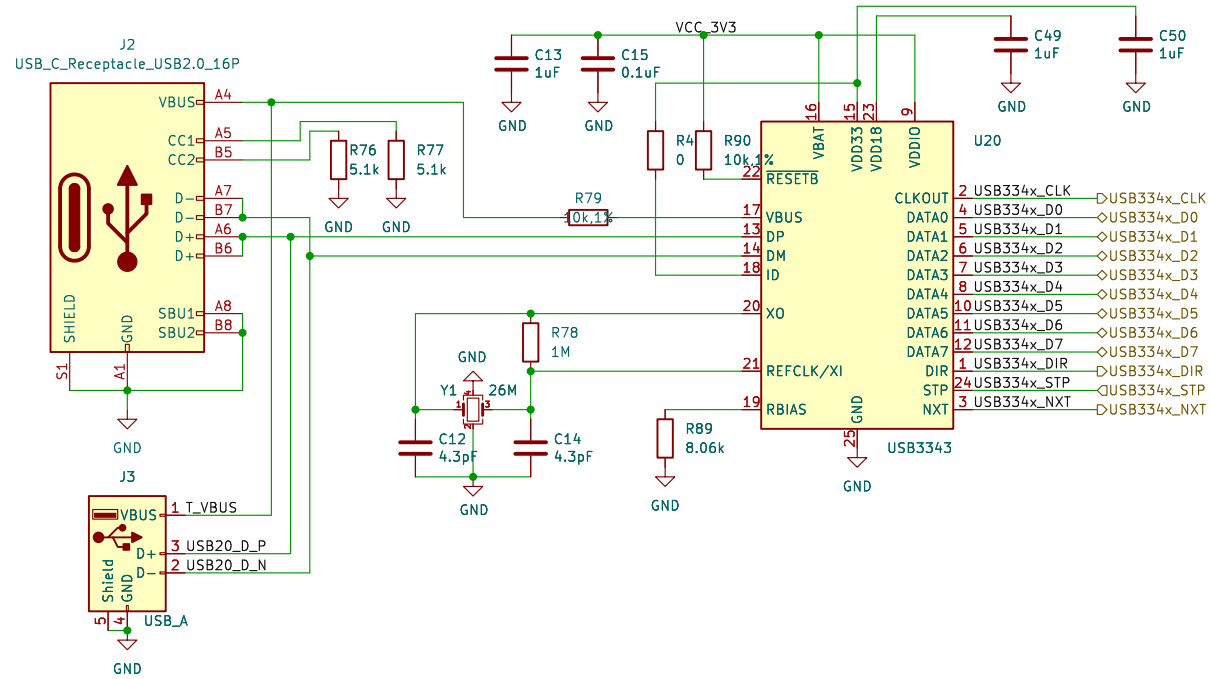 J2
USB_C_Receptacle_USB2.0_16P
VBUS
A4
CC1
A5
CC2
B5
D-
A7
D-
B7
D+
A6
D+
B6
SBU1
A8
SBU2
B8
SHIELD
GND
S1
A1
GND
R76
5.1k
GND
R77
5.1k
GND
VCC_3V3
C13
1uF
GND
C15
0.1uF
GND
C49
1uF
GND
C50
1uF
GND
R4
0
R90
10k,1%
R79
10k,1%
U20
USB3343
16
VBAT
15
VDD33
23
VDD18
9
VDDIO
22
RESETB
17
VBUS
13
DP
14
DM
18
ID
20
XO
21
REFCLK/XI
19
RBIAS
GND
25
GND
CLKOUT 2 USB334x_CLK USB334x_CLK
DATA0 4 USB334x_D0 USB334x_D0
DATA1 5 USB334x_D1 USB334x_D1
DATA2 6 USB334x_D2 USB334x_D2
DATA3 7 USB334x_D3 USB334x_D3
DATA4 8 USB334x_D4 USB334x_D4
DATA5 10 USB334x_D5 USB334x_D5
DATA6 11 USB334x_D6 USB334x_D6
DATA7 12 USB334x_D7 USB334x_D7
DIR 1 USB334x_DIR USB334x_DIR
STP 24 USB334x_STP USB334x_STP
NXT 3 USB334x_NXT USB334x_NXT
R78
1M
GND
Y1
26M
1
4
3
2
C12
4.3pF
C14
4.3pF
GND
R89
8.06k
GND
J3
VBUS
1 T_VBUS
D+
3 USB20_D_P
D-
2 USB20_D_N
Shield
GND
5
4
USB_A
GND